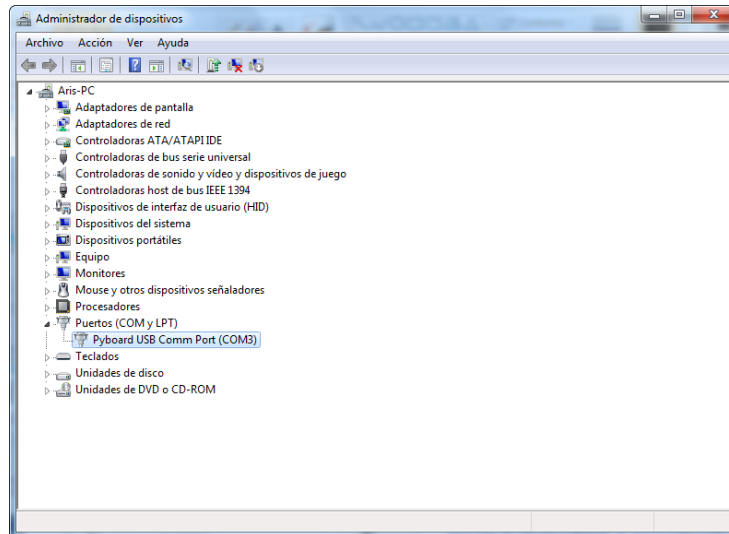 Administrador de dispositivos
Archivo Acción Ver Ayuda
Aris-PC
Adaptadores de pantalla
Adaptadores de red
Controladoras ATA/ATAPI IDE
Controladoras de bus serie universal
Controladoras de sonido y vídeo y dispositivos de juego
Controladoras host de bus IEEE 1394
Dispositivos de interfaz de usuario (HID)
Dispositivos del sistema
Dispositivos portátiles
Equipo
Monitores
Mouse y otros dispositivos señaladores
Procesadores
Puertos (COM y LPT)
Pyboard USB Comm Port (COM3)
Teclados
Unidades de disco
Unidades de DVD o CD-ROM